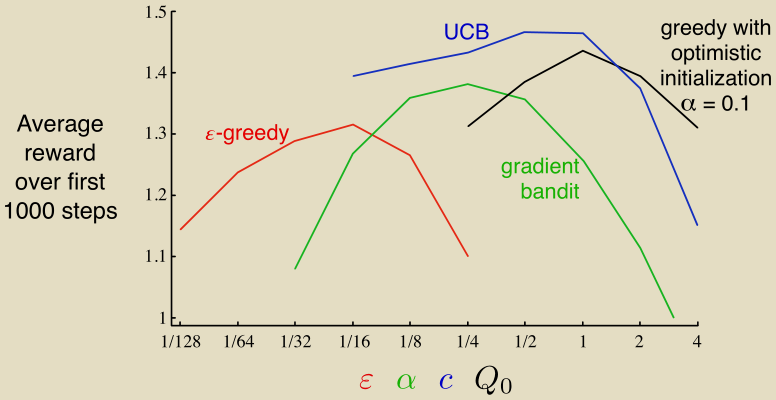 Average
reward
over first
1000 steps
1.5
1.4
1.3
1.2
1.1
1
UCB
greedy with
optimistic
initialization
α = 0.1
ε-greedy
gradient
bandit
1/128 1/64 1/32 1/16 1/8 1/4 1/2 1 2 4
ε α c Q₀